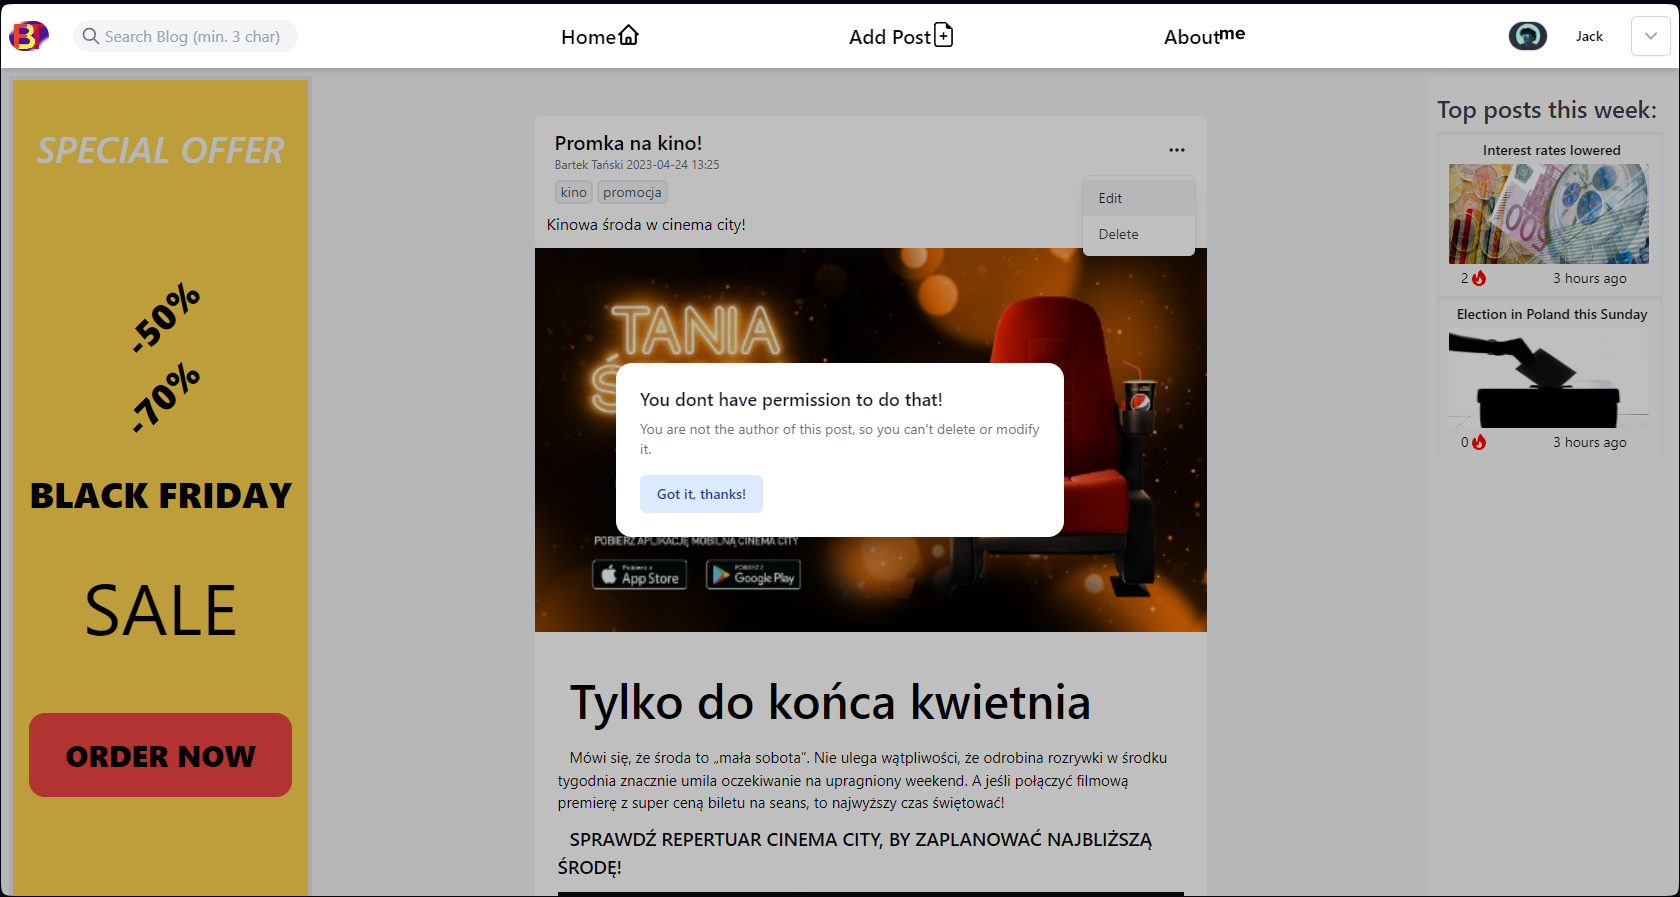 BT
Search Blog (min. 3 char)
Home
Add Post
About me
Jack
SPECIAL OFFER
-50%
-70%
BLACK FRIDAY
SALE
ORDER NOW
Promka na kino!
Bartek Tański 2023-04-24 13:25
kino promocja
Kinowa środa w cinema city!
Edit
Delete
TANIA
You dont have permission to do that!
You are not the author of this post, so you can't delete or modify
it.
Got it, thanks!
POBIERZ APLIKACJĘ MOBILNĄ CINEMA CITY
Pobierz z
App Store
POBIERZ Z
Google Play
pepsi
Tylko do końca kwietnia
Mówi się, że środa to „mała sobota”. Nie ulega wątpliwości, że odrobina rozrywki w środku
tygodnia znacznie umila oczekiwanie na upragniony weekend. A jeśli połączyć filmową
premierę z super ceną biletu na seans, to najwyższy czas świętować!
SPRAWDŹ REPERTUAR CINEMA CITY, BY ZAPLANOWAĆ NAJBLIŻSZĄ
ŚRODĘ!
Top posts this week:
Interest rates lowered
2 3 hours ago
Election in Poland this Sunday
0 3 hours ago